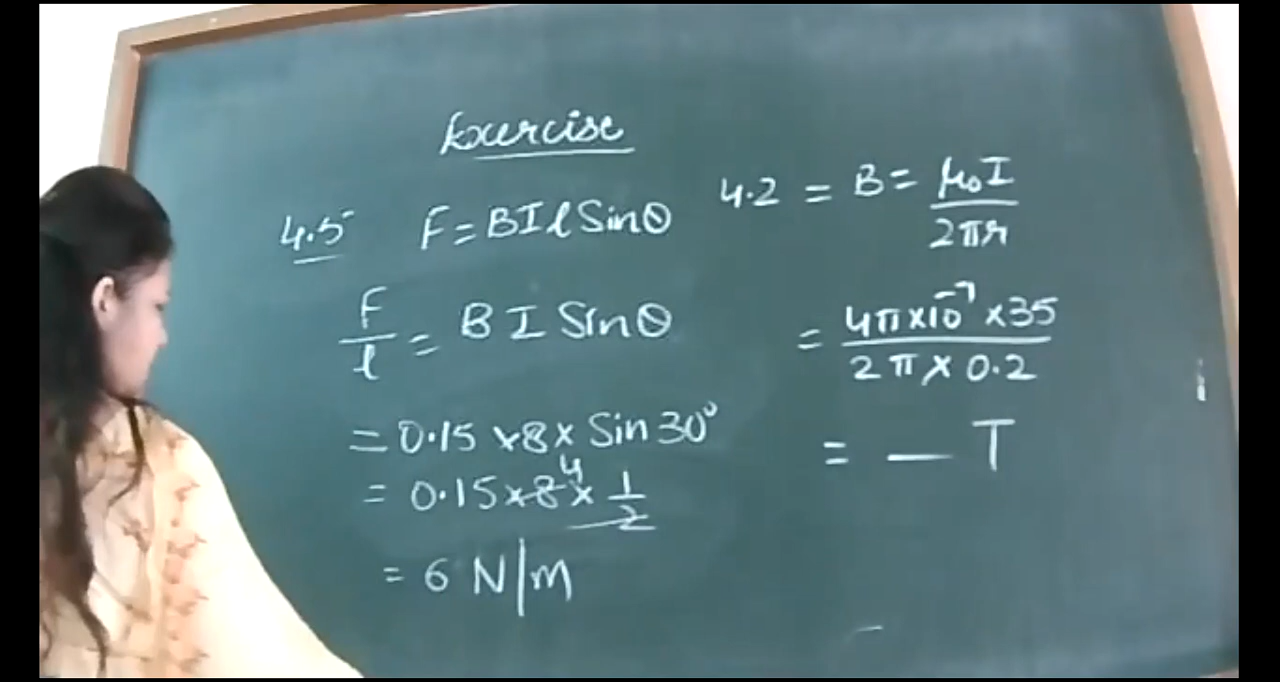 Exercise
4.5 F = BIl Sinθ
F/l = BI Sinθ
= 0.15 × 8 × Sin 30°
= 0.15 × 8 4 × 1/2
= 6 N/m
4.2 = B = μ₀I / 2πr
= 4π×10⁻⁷ × 35 / 2π × 0.2
= — T